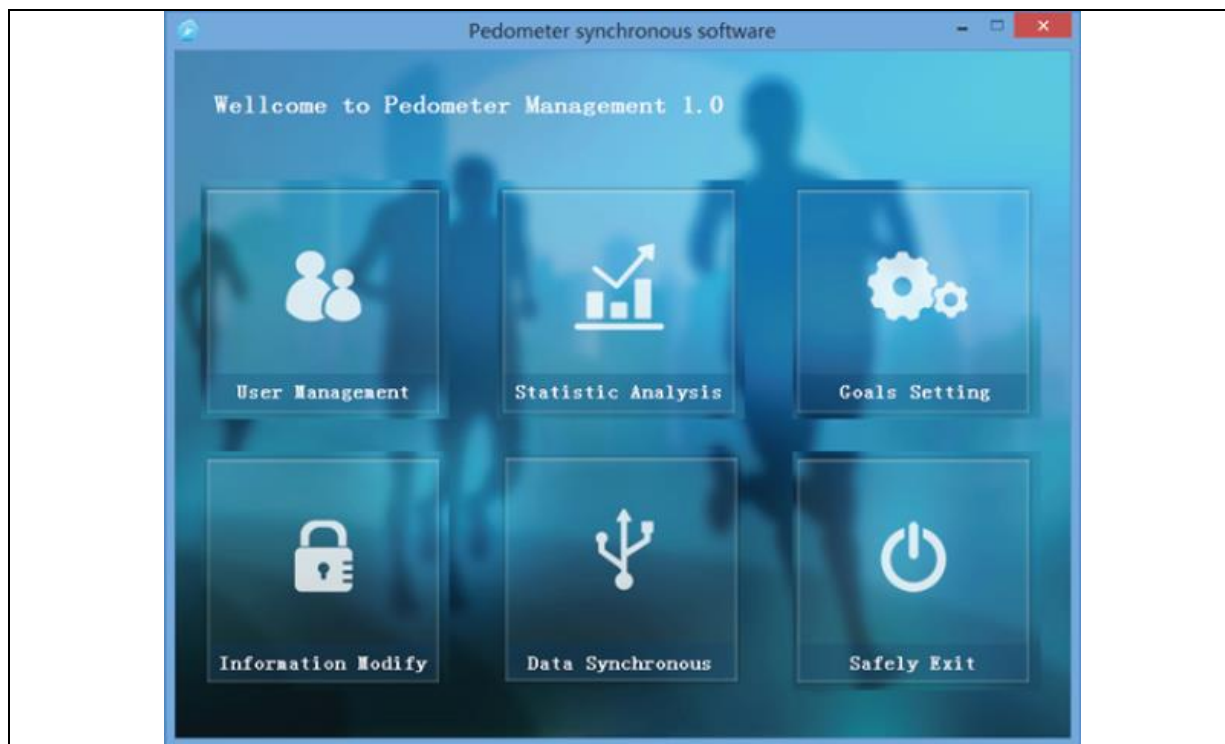 Pedometer synchronous software
Wellcome to Pedometer Management 1.0
User Management
Statistic Analysis
Goals Setting
Information Modify
Data Synchronous
Safely Exit